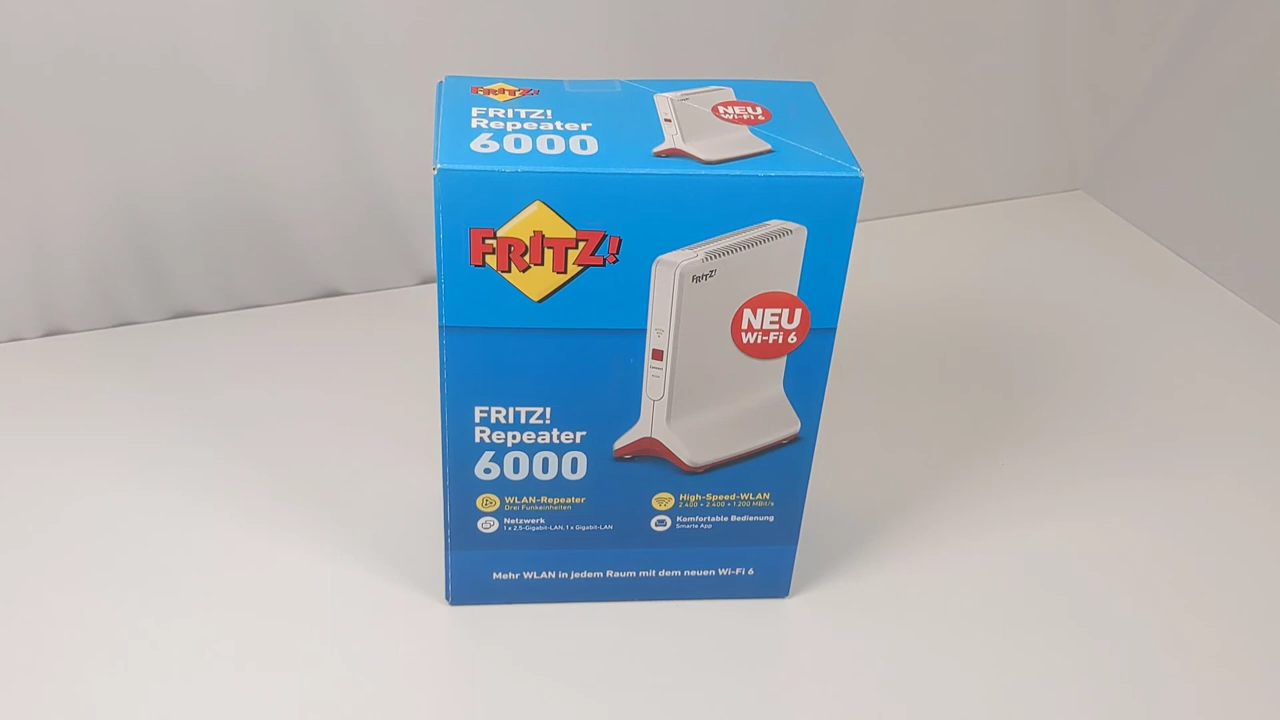 FRITZ!
FRITZ!
Repeater
6000
NEU
Wi-Fi 6
FRITZ!
FRITZ!
NEU
Wi-Fi 6
Connect
FRITZ!
Repeater
6000
WLAN-Repeater
Drei Funkeinheiten
High-Speed-WLAN
2.400 + 2.400 + 1.200 MBit/s
Netzwerk
1 x 2,5-Gigabit-LAN, 1 x Gigabit-LAN
Komfortable Bedienung
Smarte App
Mehr WLAN in jedem Raum mit dem neuen Wi-Fi 6